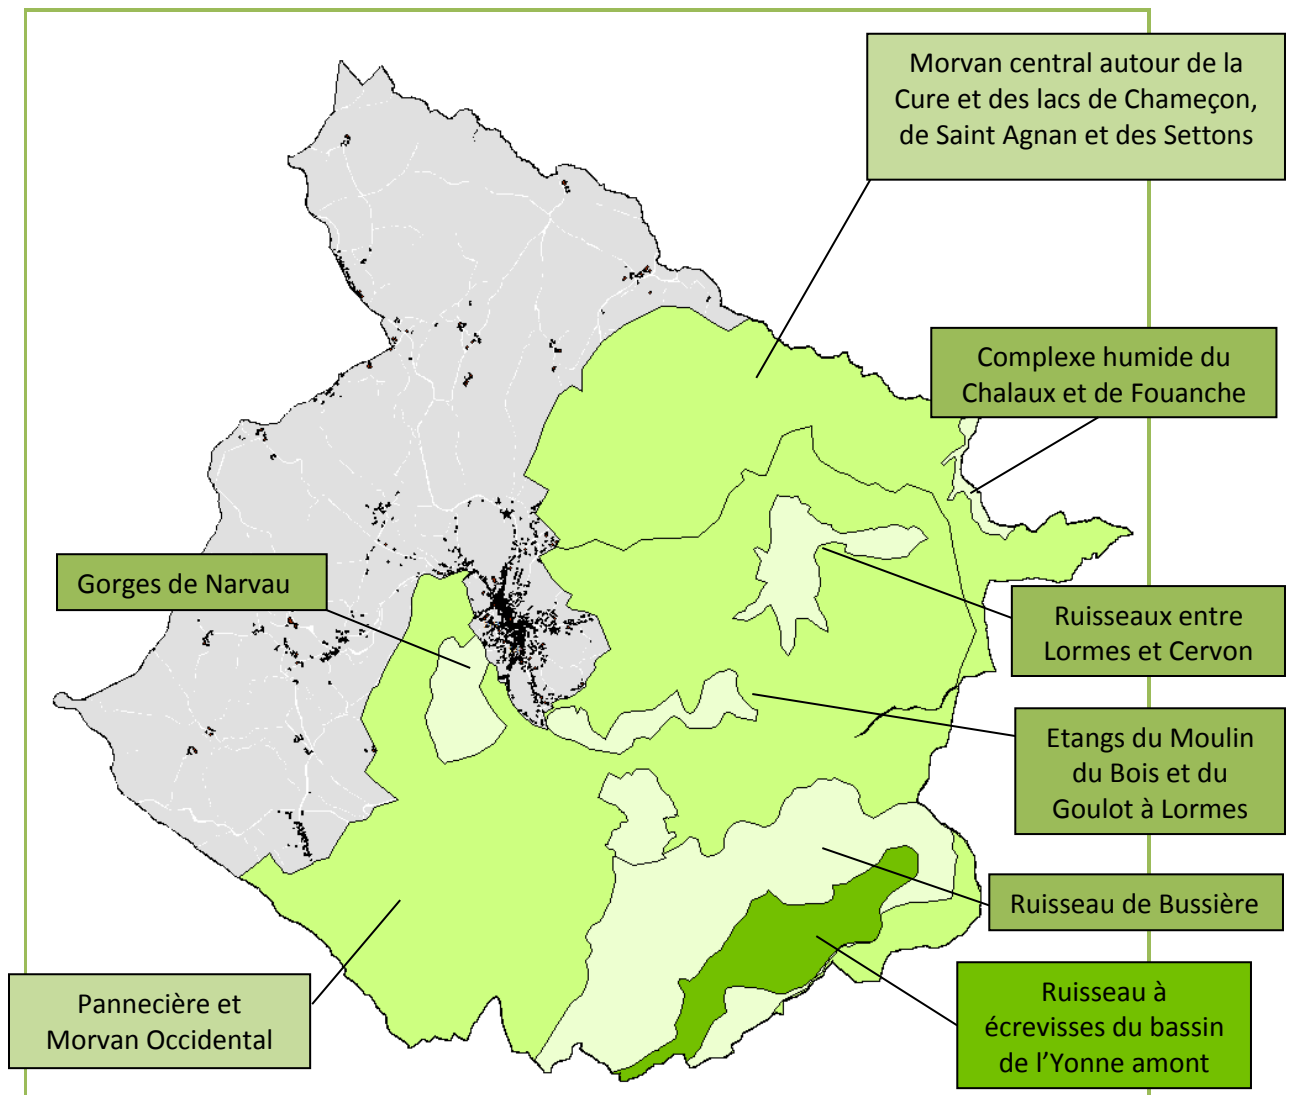 Morvan central autour de la
Cure et des lacs de Chameçon,
de Saint Agnan et des Settons
Complexe humide du
Chalaux et de Fouanche
Gorges de Narvau
Ruisseaux entre
Lormes et Cervon
Etangs du Moulin
du Bois et du
Goulot à Lormes
Ruisseau de Bussière
Pannecière et
Morvan Occidental
Ruisseau à
écrevisses du bassin
de l’Yonne amont